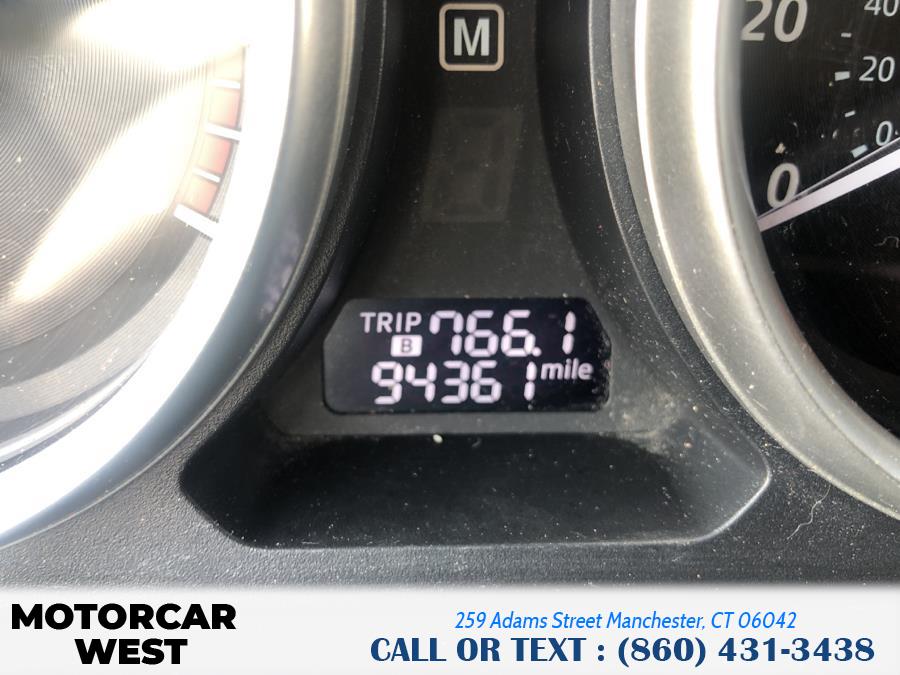 M
20
40
20
0
0
TRIP B 766.1
94361 mile
MOTORCAR WEST
259 Adams Street Manchester, CT 06042
CALL OR TEXT : (860) 431-3438